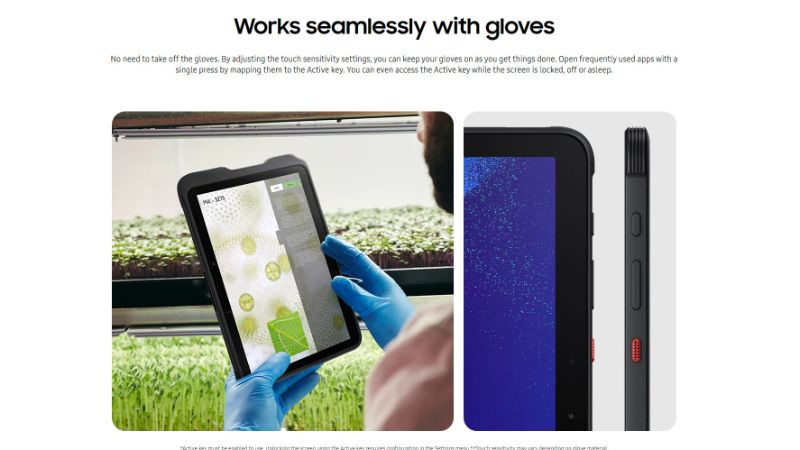 Works seamlessly with gloves
No need to take off the gloves. By adjusting the touch sensitivity settings, you can keep your gloves on as you get things done. Open frequently used apps with a
single press by mapping them to the Active key. You can even access the Active key while the screen is locked, off or asleep.
*Active key must be enabled to use. Unlocking the screen using the Active key requires configuration in the Settings menu **Touch sensitivity may vary depending on glove material.